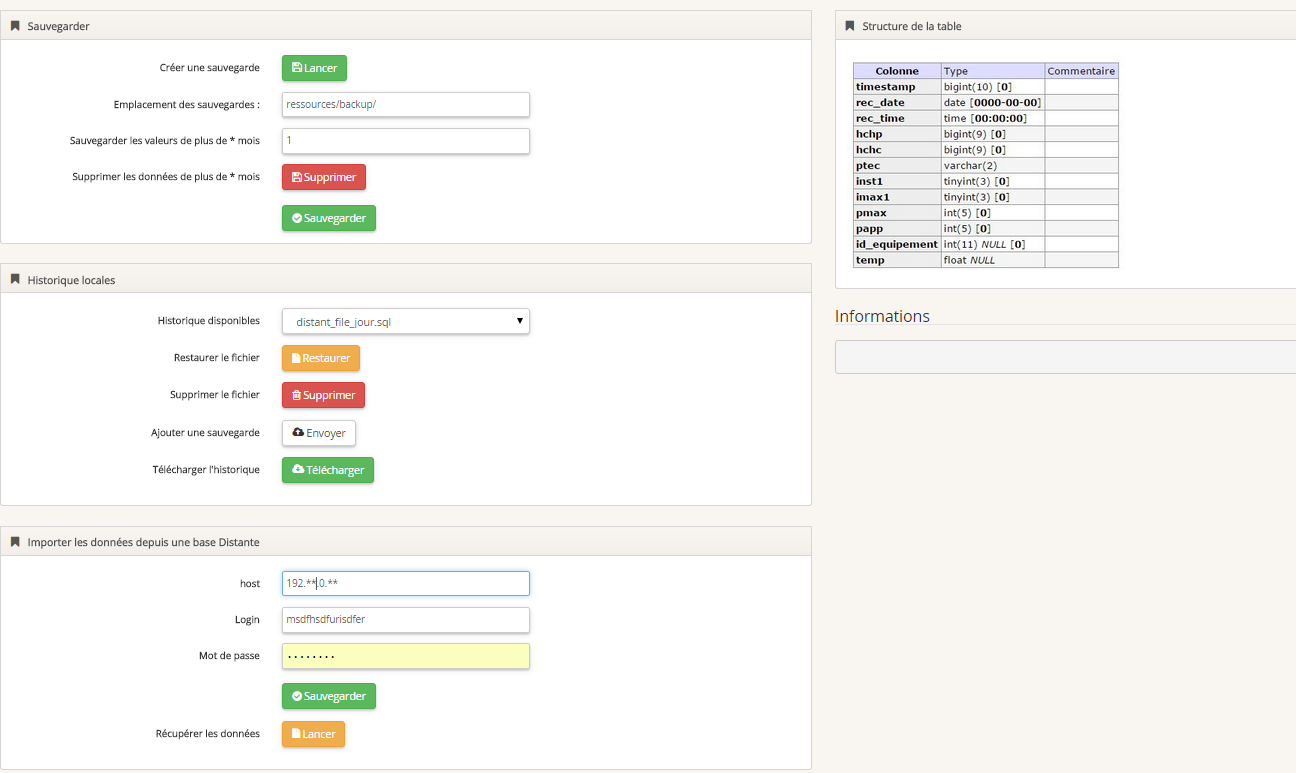 Sauvegarder
Créer une sauvegarde
Lancer
Emplacement des sauvegardes :
ressources/backup/
Sauvegarder les valeurs de plus de * mois
1
Supprimer les données de plus de * mois
Supprimer
Sauvegarder
Historique locales
Historique disponibles
distant_file_jour.sql
Restaurer le fichier
Restaurer
Supprimer le fichier
Supprimer
Ajouter une sauvegarde
Envoyer
Télécharger l'historique
Télécharger
Importer les données depuis une base Distante
host
192.**.0.**
Login
msdfhsdfurisdfer
Mot de passe
········
Sauvegarder
Récupérer les données
Lancer
Structure de la table
Colonne Type Commentaire
timestamp bigint(10) [0]
rec_date date [0000-00-00]
rec_time time [00:00:00]
hchp bigint(9) [0]
hchc bigint(9) [0]
ptec varchar(2)
inst1 tinyint(3) [0]
imax1 tinyint(3) [0]
pmax int(5) [0]
papp int(5) [0]
id_equipement int(11) NULL [0]
temp float NULL
Informations